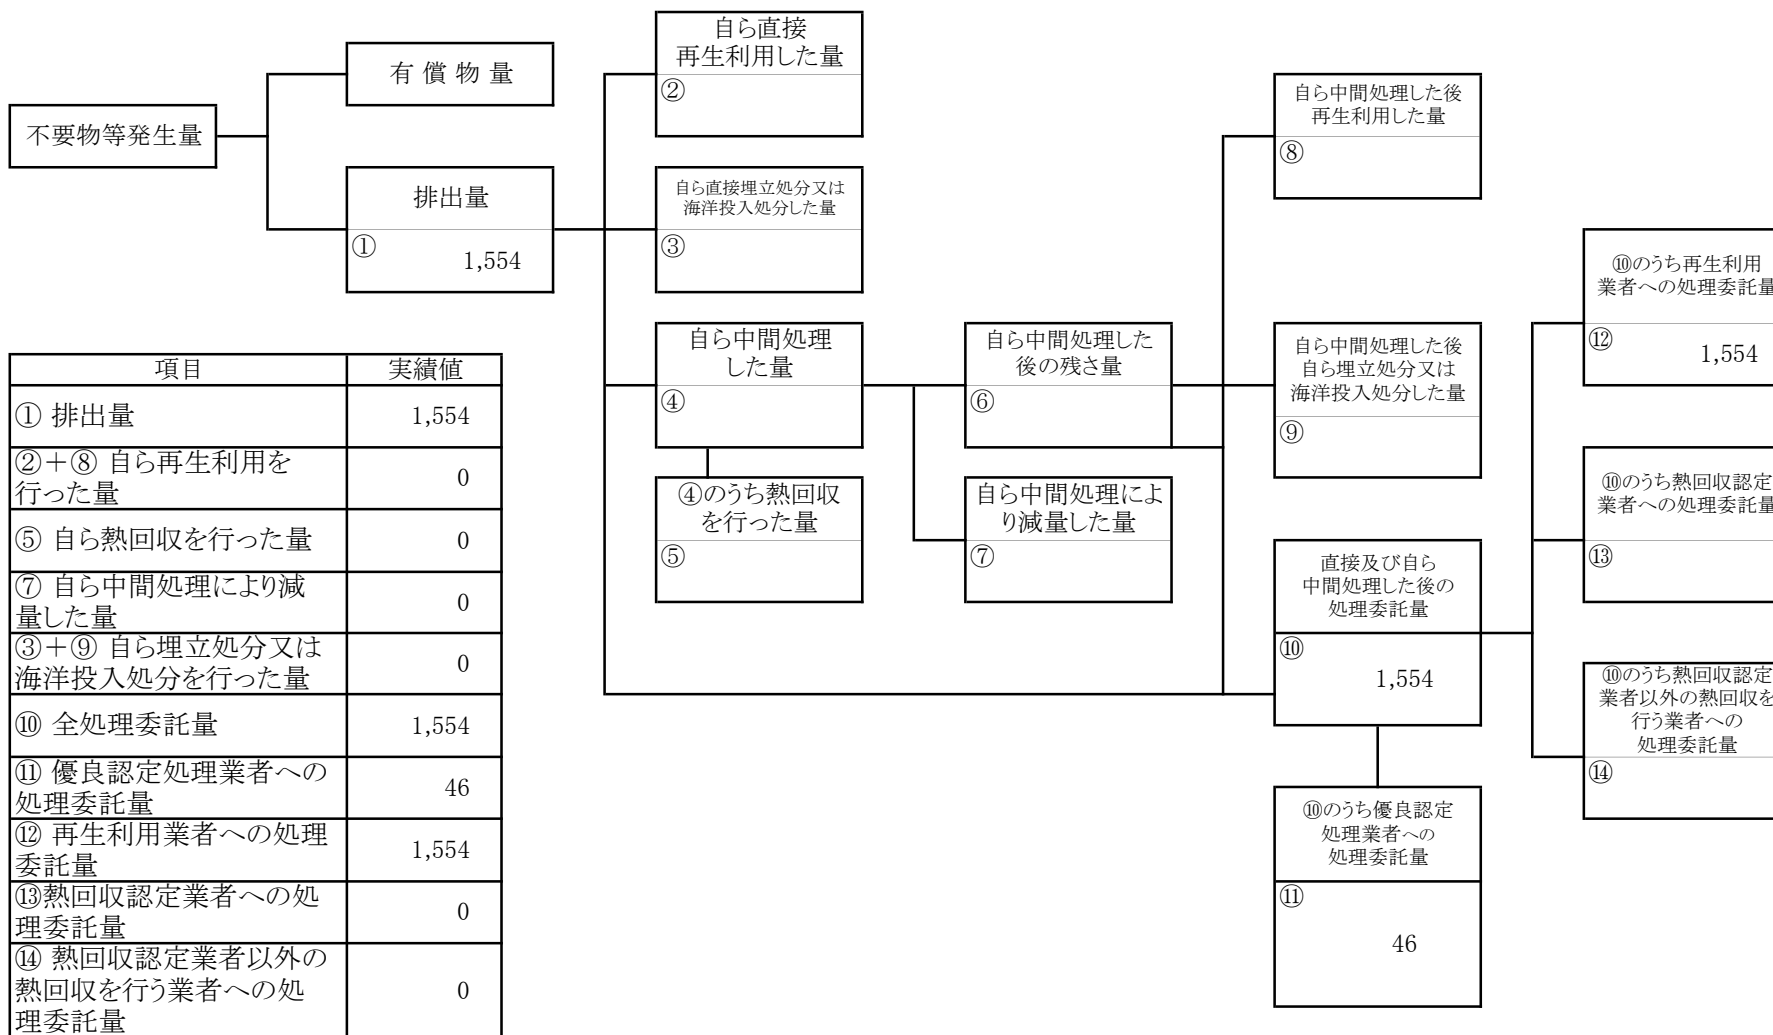 不要物等発生量
有 償 物 量
排出量
①
1,554
自ら直接
再生利用した量
②
自ら直接埋立処分又は
海洋投入処分した量
③
自ら中間処理
した量
④
④のうち熱回収
を行った量
⑤
自ら中間処理した
後の残さ量
⑥
自ら中間処理によ
り減量した量
⑦
自ら中間処理した後
再生利用した量
⑧
自ら中間処理した後
自ら埋立処分又は
海洋投入処分した量
⑨
直接及び自ら
中間処理した後の
処理委託量
⑩
1,554
⑩のうち優良認定
処理業者への
処理委託量
⑪
46
⑩のうち再生利用
業者への処理委託量
⑫
1,554
⑩のうち熱回収認定
業者への処理委託量
⑬
⑩のうち熱回収認定
業者以外の熱回収を
行う業者への
処理委託量
⑭
項目 実績値
① 排出量 1,554
②+⑧ 自ら再生利用を
行った量 0
⑤ 自ら熱回収を行った量 0
⑦ 自ら中間処理により減
量した量 0
③+⑨ 自ら埋立処分又は
海洋投入処分を行った量 0
⑩ 全処理委託量 1,554
⑪ 優良認定処理業者への
処理委託量 46
⑫ 再生利用業者への処理
委託量 1,554
⑬熱回収認定業者への処
理委託量 0
⑭ 熱回収認定業者以外の
熱回収を行う業者への処
理委託量 0